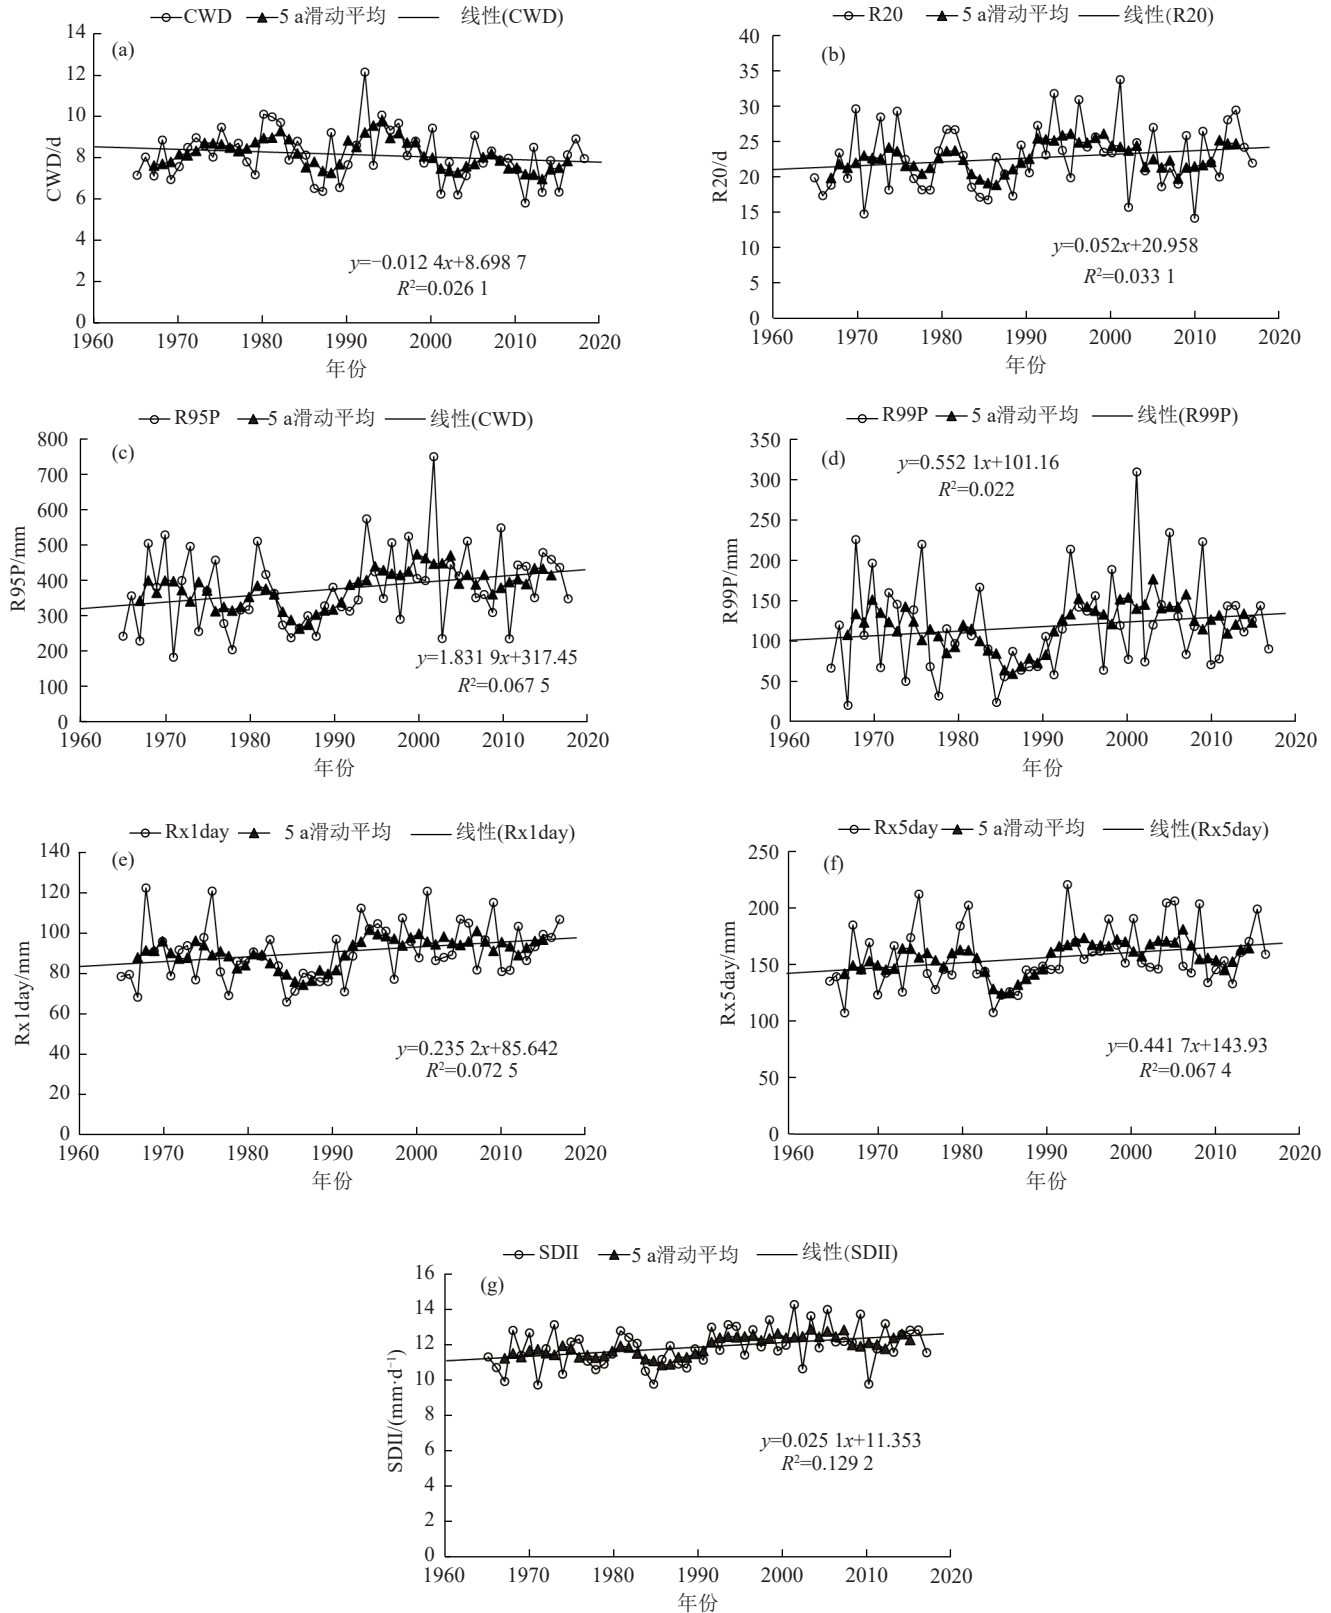 CWD 5 a滑动平均 线性(CWD)
(a)
14
12
10
8
6
4
2
0
CWD/d
y=−0.012 4x+8.698 7
R²=0.026 1
1960 1970 1980 1990 2000 2010 2020
年份
R20 5 a滑动平均 线性(R20)
(b)
40
35
30
25
20
15
10
5
0
R20/d
y=0.052x+20.958
R²=0.033 1
1960 1970 1980 1990 2000 2010 2020
年份
R95P 5 a滑动平均 线性(CWD)
(c)
800
700
600
500
400
300
200
100
0
R95P/mm
y=1.831 9x+317.45
R²=0.067 5
1960 1970 1980 1990 2000 2010 2020
年份
R99P 5 a滑动平均 线性(R99P)
(d)
350
300
250
200
150
100
50
0
R99P/mm
y=0.552 1x+101.16
R²=0.022
1960 1970 1980 1990 2000 2010 2020
年份
Rx1day 5 a滑动平均 线性(Rx1day)
(e)
140
120
100
80
60
40
20
0
Rx1day/mm
y=0.235 2x+85.642
R²=0.072 5
1960 1970 1980 1990 2000 2010 2020
年份
Rx5day 5 a滑动平均 线性(Rx5day)
(f)
250
200
150
100
50
0
Rx5day/mm
y=0.441 7x+143.93
R²=0.067 4
1960 1970 1980 1990 2000 2010 2020
年份
SDII 5 a滑动平均 线性(SDII)
(g)
16
14
12
10
8
6
4
2
0
SDII/(mm·d⁻¹)
y=0.025 1x+11.353
R²=0.129 2
1960 1970 1980 1990 2000 2010 2020
年份